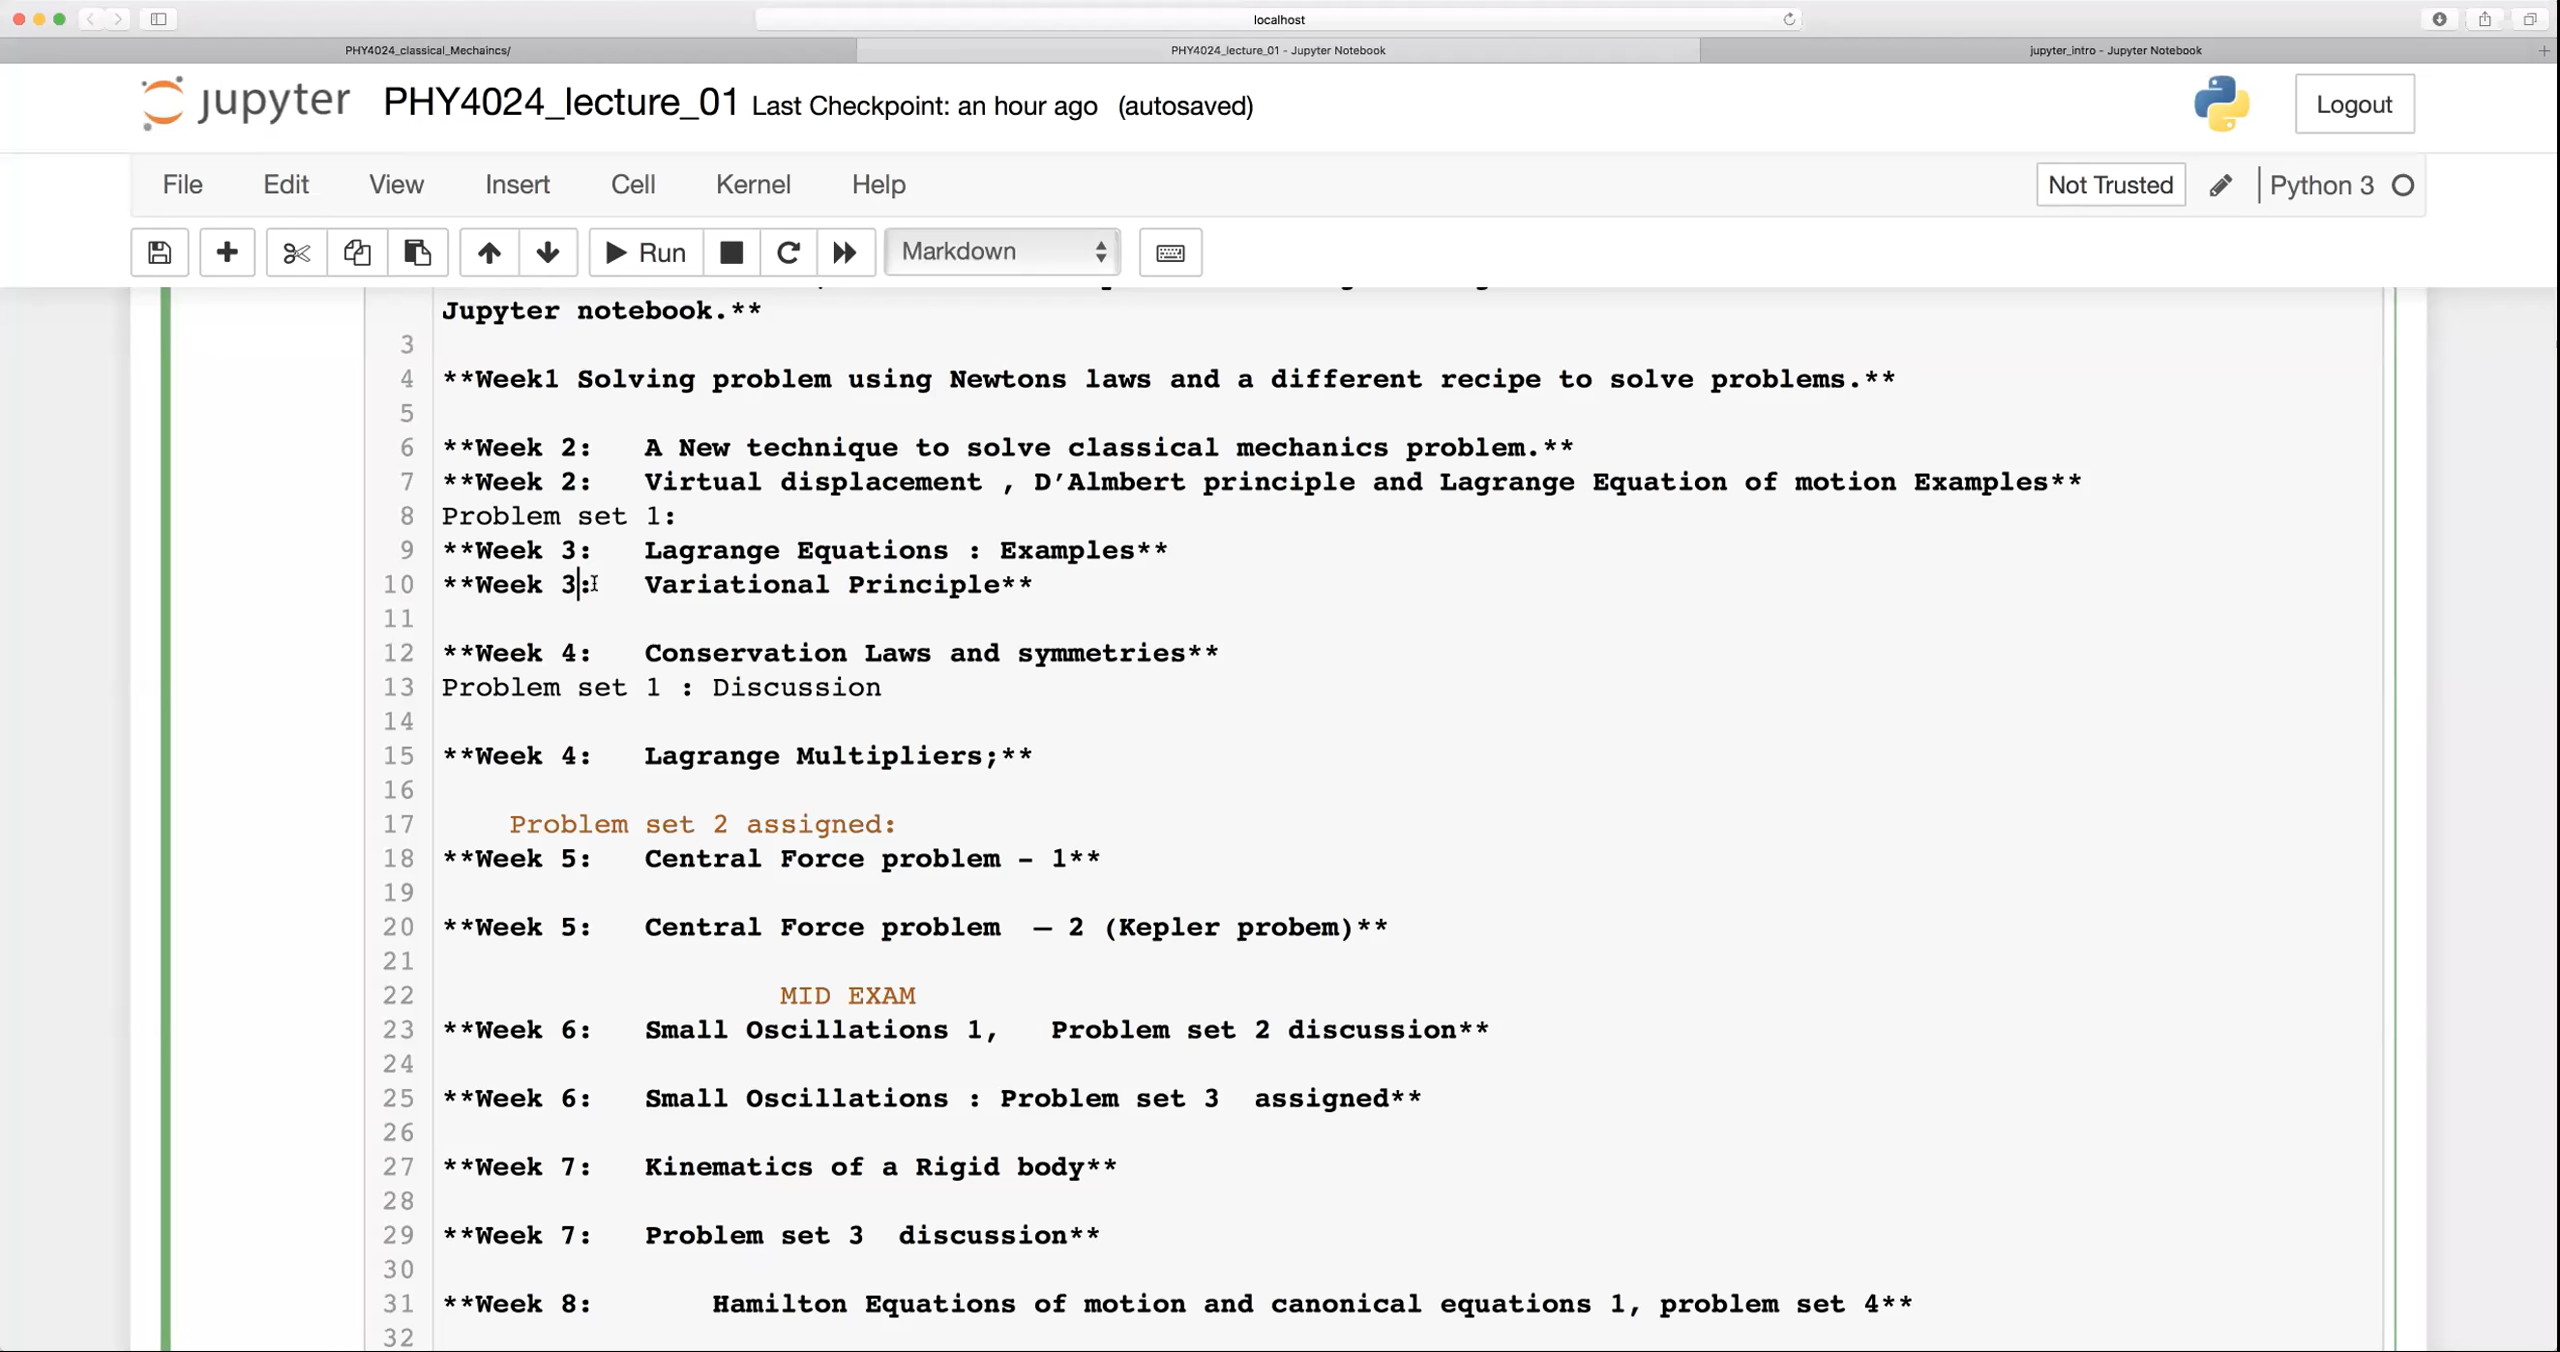 localhost
PHY4024_classical_Mechaincs/
PHY4024_lecture_01 - Jupyter Notebook
jupyter_intro - Jupyter Notebook
jupyter PHY4024_lecture_01 Last Checkpoint: an hour ago (autosaved)
Logout
File Edit View Insert Cell Kernel Help
Not Trusted
Python 3
Run
Markdown
Jupyter notebook.**
3
4 **Week1 Solving problem using Newtons laws and a different recipe to solve problems.**
5
6 **Week 2: A New technique to solve classical mechanics problem.**
7 **Week 2: Virtual displacement , D’Almbert principle and Lagrange Equation of motion Examples**
8 Problem set 1:
9 **Week 3: Lagrange Equations : Examples**
10 **Week 3: Variational Principle**
11
12 **Week 4: Conservation Laws and symmetries**
13 Problem set 1 : Discussion
14
15 **Week 4: Lagrange Multipliers;**
16
17 Problem set 2 assigned:
18 **Week 5: Central Force problem - 1**
19
20 **Week 5: Central Force problem – 2 (Kepler probem)**
21
22 MID EXAM
23 **Week 6: Small Oscillations 1, Problem set 2 discussion**
24
25 **Week 6: Small Oscillations : Problem set 3 assigned**
26
27 **Week 7: Kinematics of a Rigid body**
28
29 **Week 7: Problem set 3 discussion**
30
31 **Week 8: Hamilton Equations of motion and canonical equations 1, problem set 4**
32